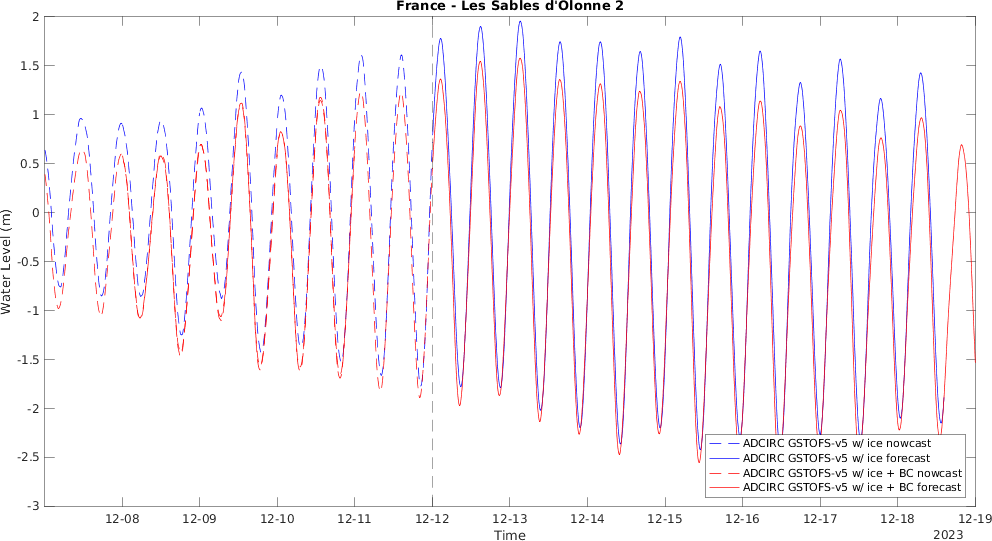 France - Les Sables d'Olonne 2
2
1.5
1
0.5
0
-0.5
-1
-1.5
-2
-2.5
-3
Water Level (m)
ADCIRC GSTOFS-v5 w/ ice nowcast
ADCIRC GSTOFS-v5 w/ ice forecast
ADCIRC GSTOFS-v5 w/ ice + BC nowcast
ADCIRC GSTOFS-v5 w/ ice + BC forecast
12-08 12-09 12-10 12-11 12-12 12-13 12-14 12-15 12-16 12-17 12-18 12-19
Time
2023